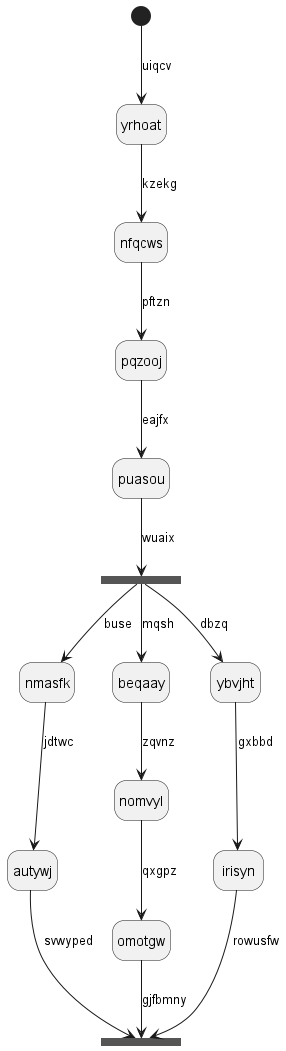 uiqcv
yrhoat
kzekg
nfqcws
pftzn
pqzooj
eajfx
puasou
wuaix
buse mqsh dbzq
nmasfk beqaay ybvjht
jdtwc zqvnz gxbbd
nomvyl
autywj qxgpz irisyn
omotgw
svwyped rowusfw
gjfbmny